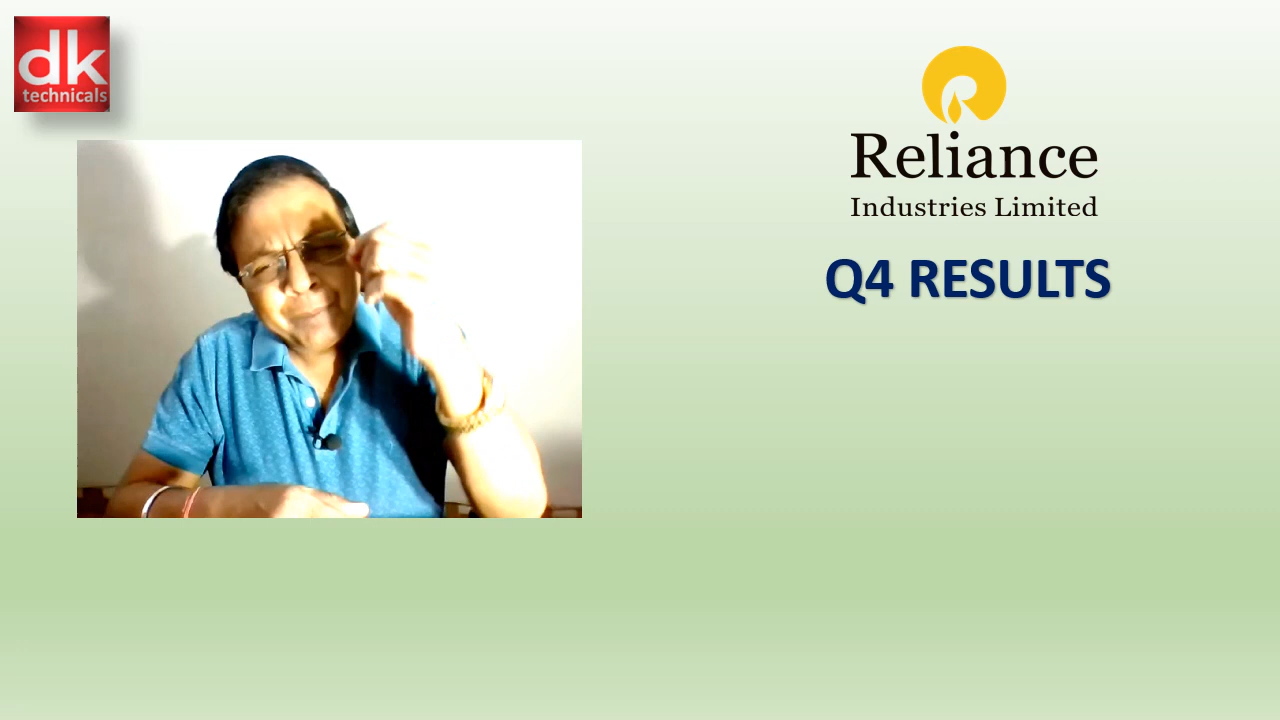 dk
technicals
Reliance
Industries Limited
Q4 RESULTS